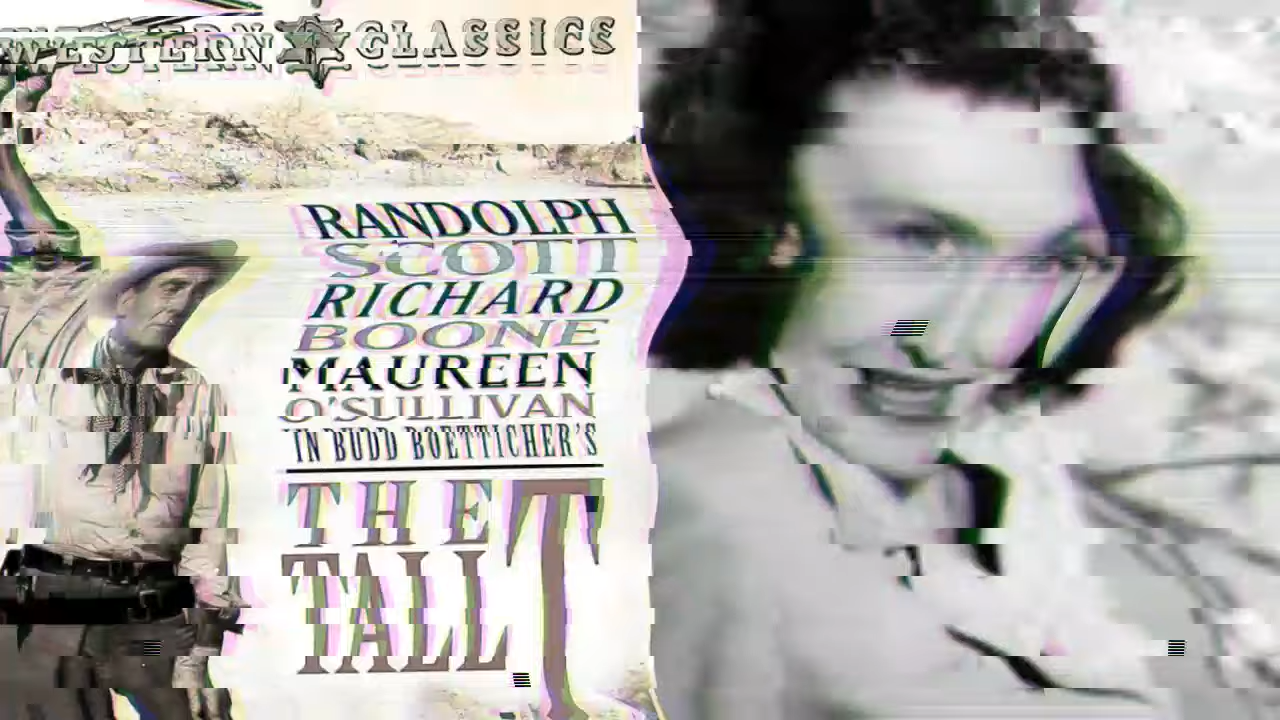 WESTERN CLASSICS
RANDOLPH
SCOTT
RICHARD
BOONE
MAUREEN
O'SULLIVAN
IN BUDD BOETTICHER'S
THE
TALL T